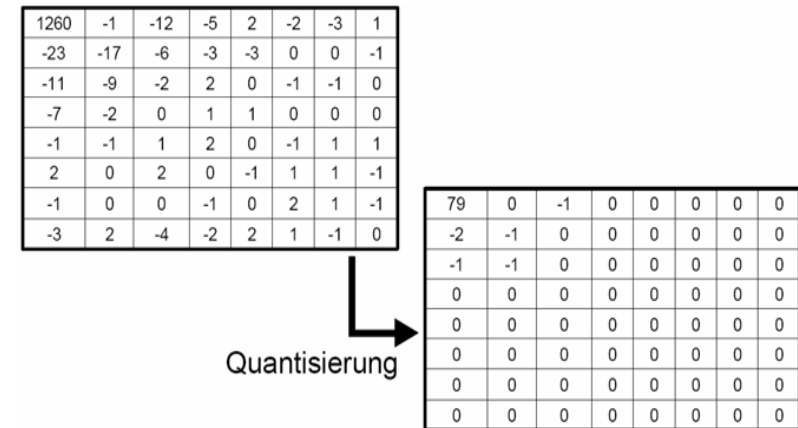 1260 -1 -12 -5 2 -2 -3 1
-23 -17 -6 -3 -3 0 0 -1
-11 -9 -2 2 0 -1 -1 0
-7 -2 0 1 1 0 0 0
-1 -1 1 2 0 -1 1 1
2 0 2 0 -1 1 1 -1
-1 0 0 -1 0 2 1 -1
-3 2 -4 -2 2 1 -1 0
Quantisierung
79 0 -1 0 0 0 0 0
-2 -1 0 0 0 0 0 0
-1 -1 0 0 0 0 0 0
0 0 0 0 0 0 0 0
0 0 0 0 0 0 0 0
0 0 0 0 0 0 0 0
0 0 0 0 0 0 0 0
0 0 0 0 0 0 0 0